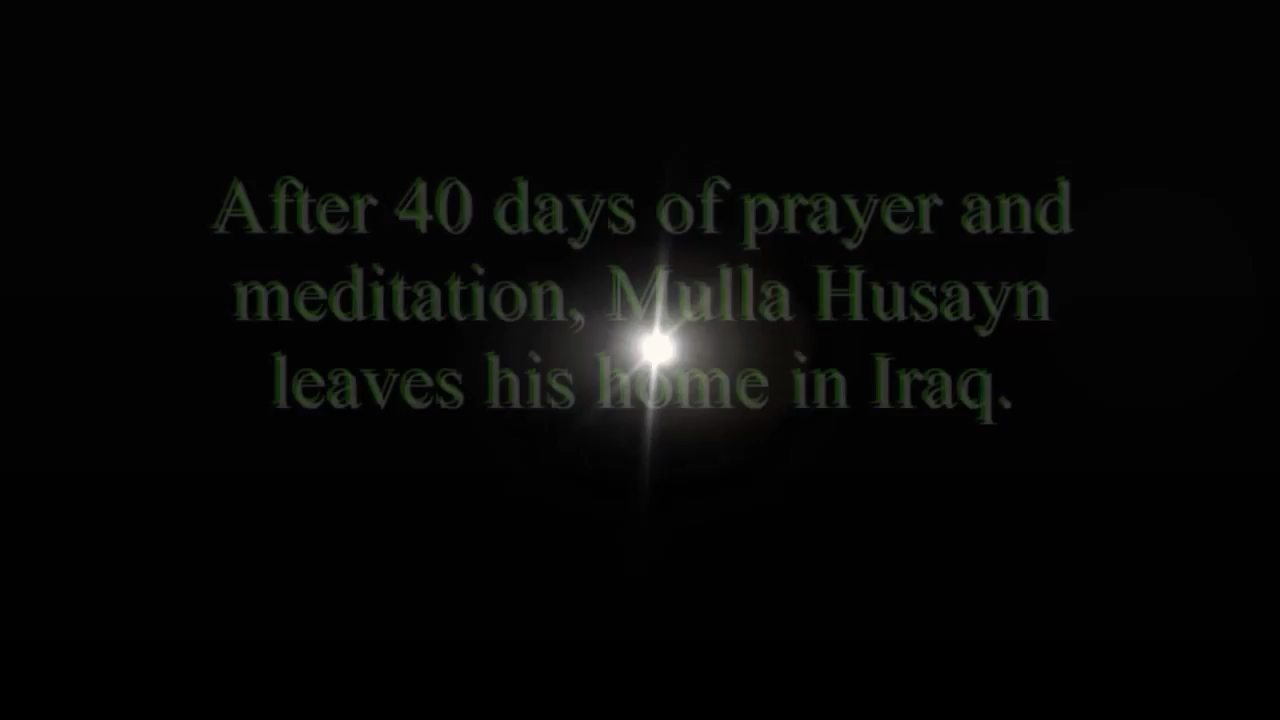 After 40 days of prayer and
meditation, Mulla Husayn
leaves his home in Iraq.